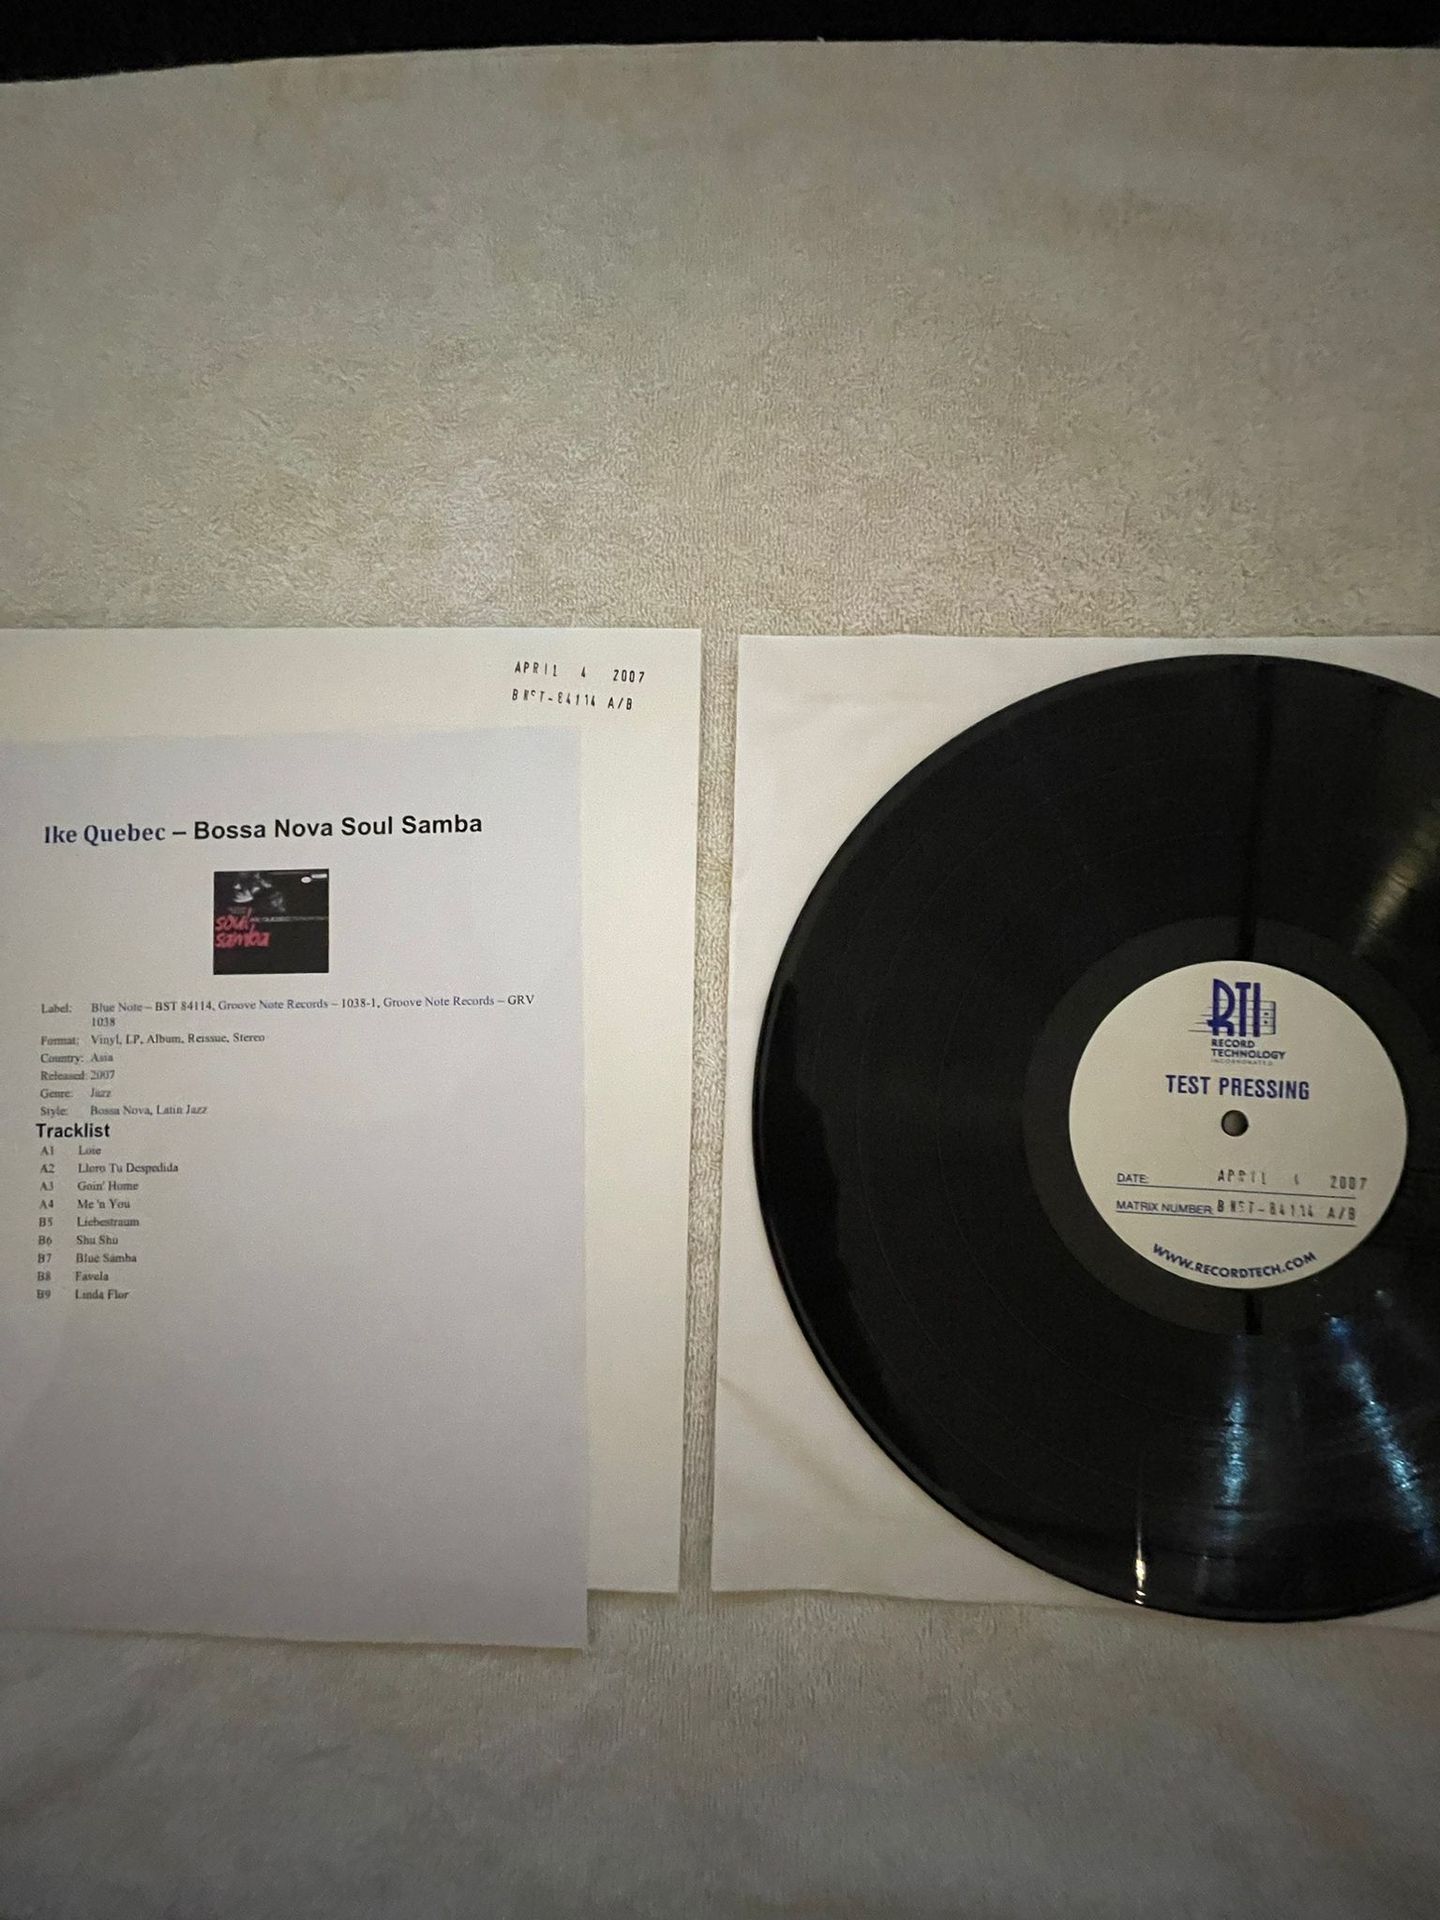 APRIL 4 2007
BNST-84114 A/B
Ike Quebec – Bossa Nova Soul Samba
soul
samba
Label: Blue Note – BST 84114, Groove Note Records – 1038-1, Groove Note Records – GRV
1038
Format: Vinyl, LP, Album, Reissue, Stereo
Country: Asia
Released: 2007
Genre: Jazz
Style: Bossa Nova, Latin Jazz
Tracklist
A1 Loie
A2 Lloro Tu Despedida
A3 Goin' Home
A4 Me 'n You
B5 Liebestraum
B6 Shu Shu
B7 Blue Samba
B8 Favela
B9 Linda Flor
RTI
RECORD
TECHNOLOGY
INCORPORATED
TEST PRESSING
DATE: APRIL 4 2007
MATRIX NUMBER: BNST-84114 A/B
WWW.RECORDTECH.COM